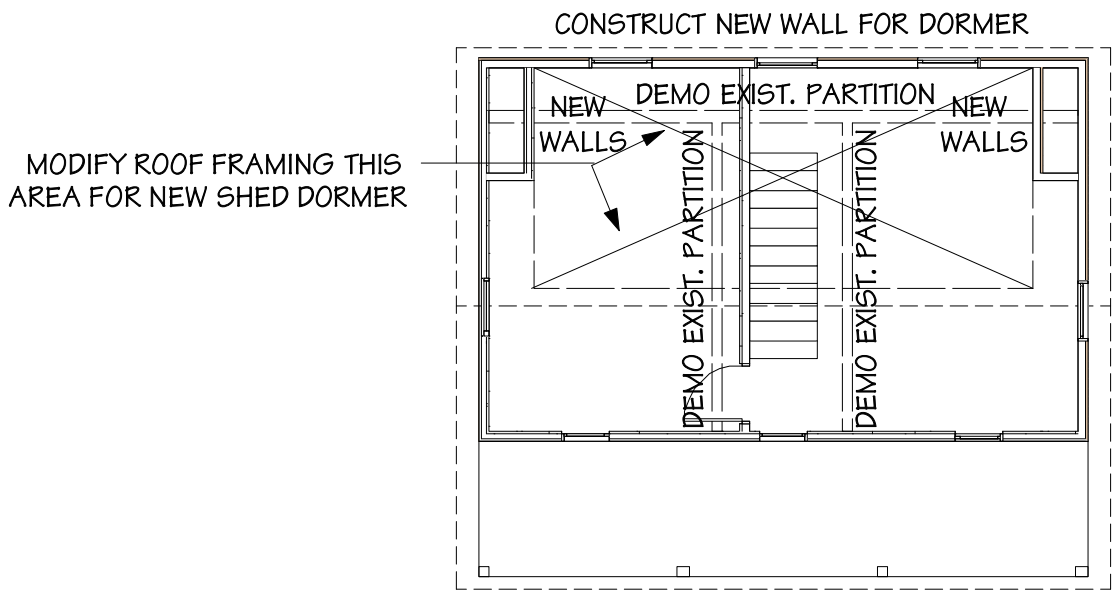 CONSTRUCT NEW WALL FOR DORMER
DEMO EXIST. PARTITION
NEW
WALLS
NEW
WALLS
MODIFY ROOF FRAMING THIS
AREA FOR NEW SHED DORMER
DEMO EXIST. PARTITION
DEMO EXIST. PARTITION